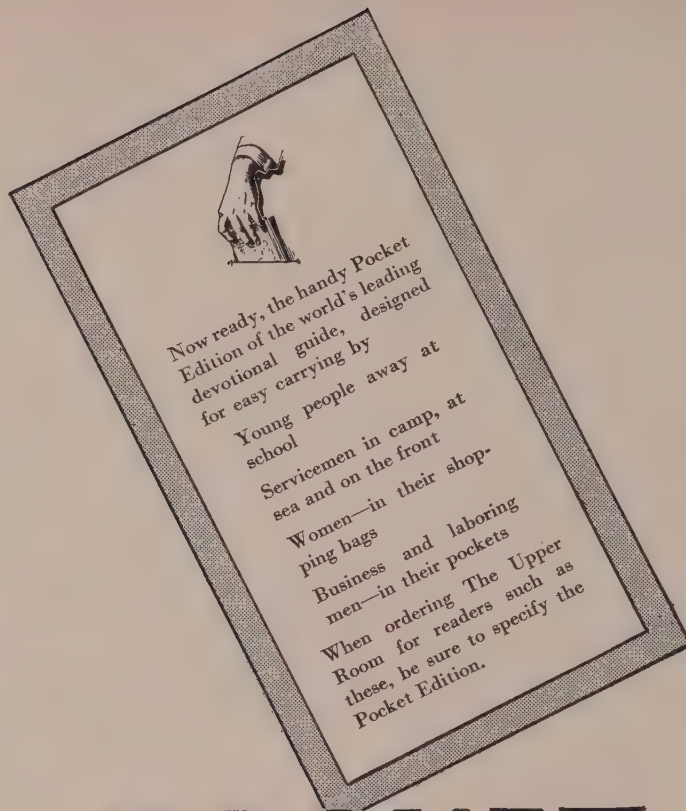 Now ready, the handy Pocket
Edition of the world's leading
devotional guide, designed
for easy carrying by
Young people away at
school
Servicemen in camp, at
sea and on the front
Women—in their shop-
ping bags
Business and laboring
men—in their pockets
When ordering The Upper
Room for readers such as
these, be sure to specify the
Pocket Edition.